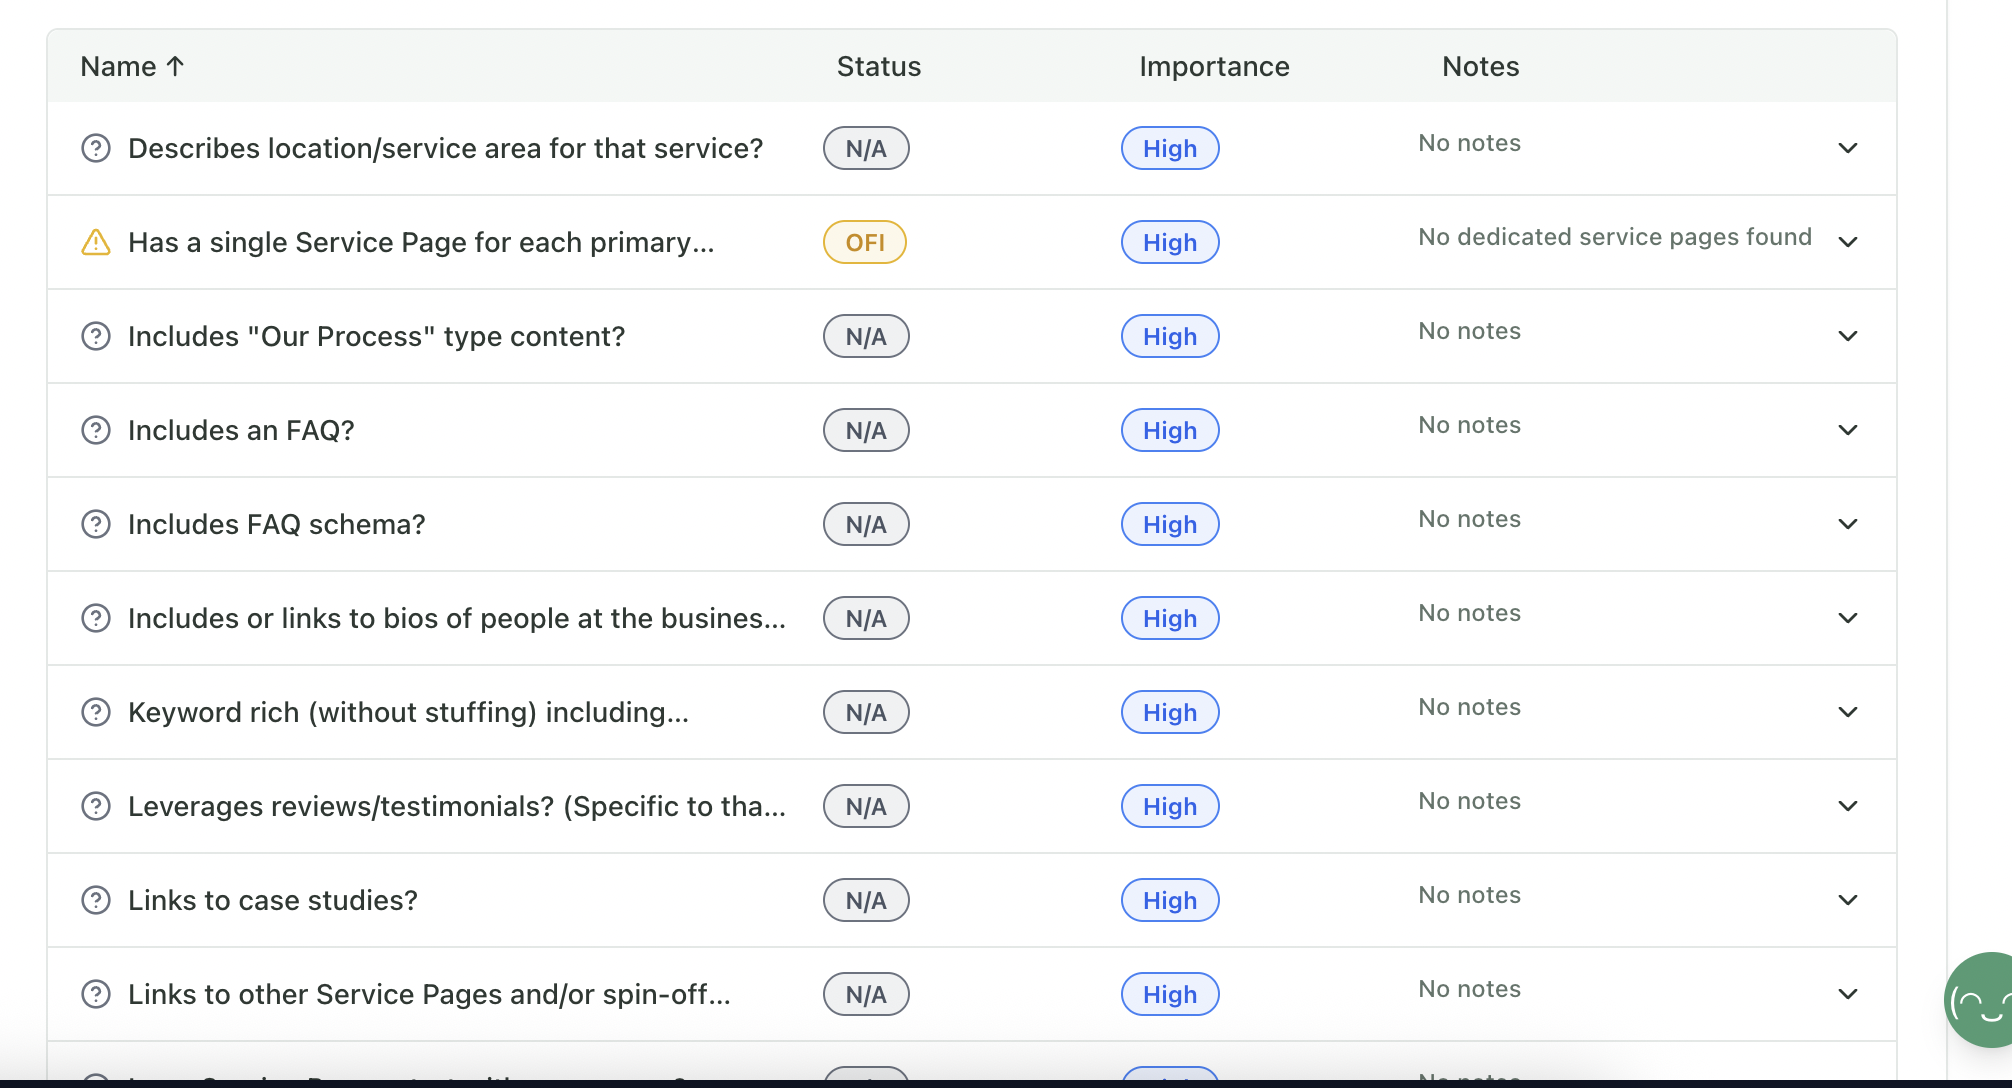 Name ↑ Status Importance Notes
Describes location/service area for that service? N/A High No notes
Has a single Service Page for each primary... OFI High No dedicated service pages found
Includes "Our Process" type content? N/A High No notes
Includes an FAQ? N/A High No notes
Includes FAQ schema? N/A High No notes
Includes or links to bios of people at the busines... N/A High No notes
Keyword rich (without stuffing) including... N/A High No notes
Leverages reviews/testimonials? (Specific to tha... N/A High No notes
Links to case studies? N/A High No notes
Links to other Service Pages and/or spin-off... N/A High No notes
No notes